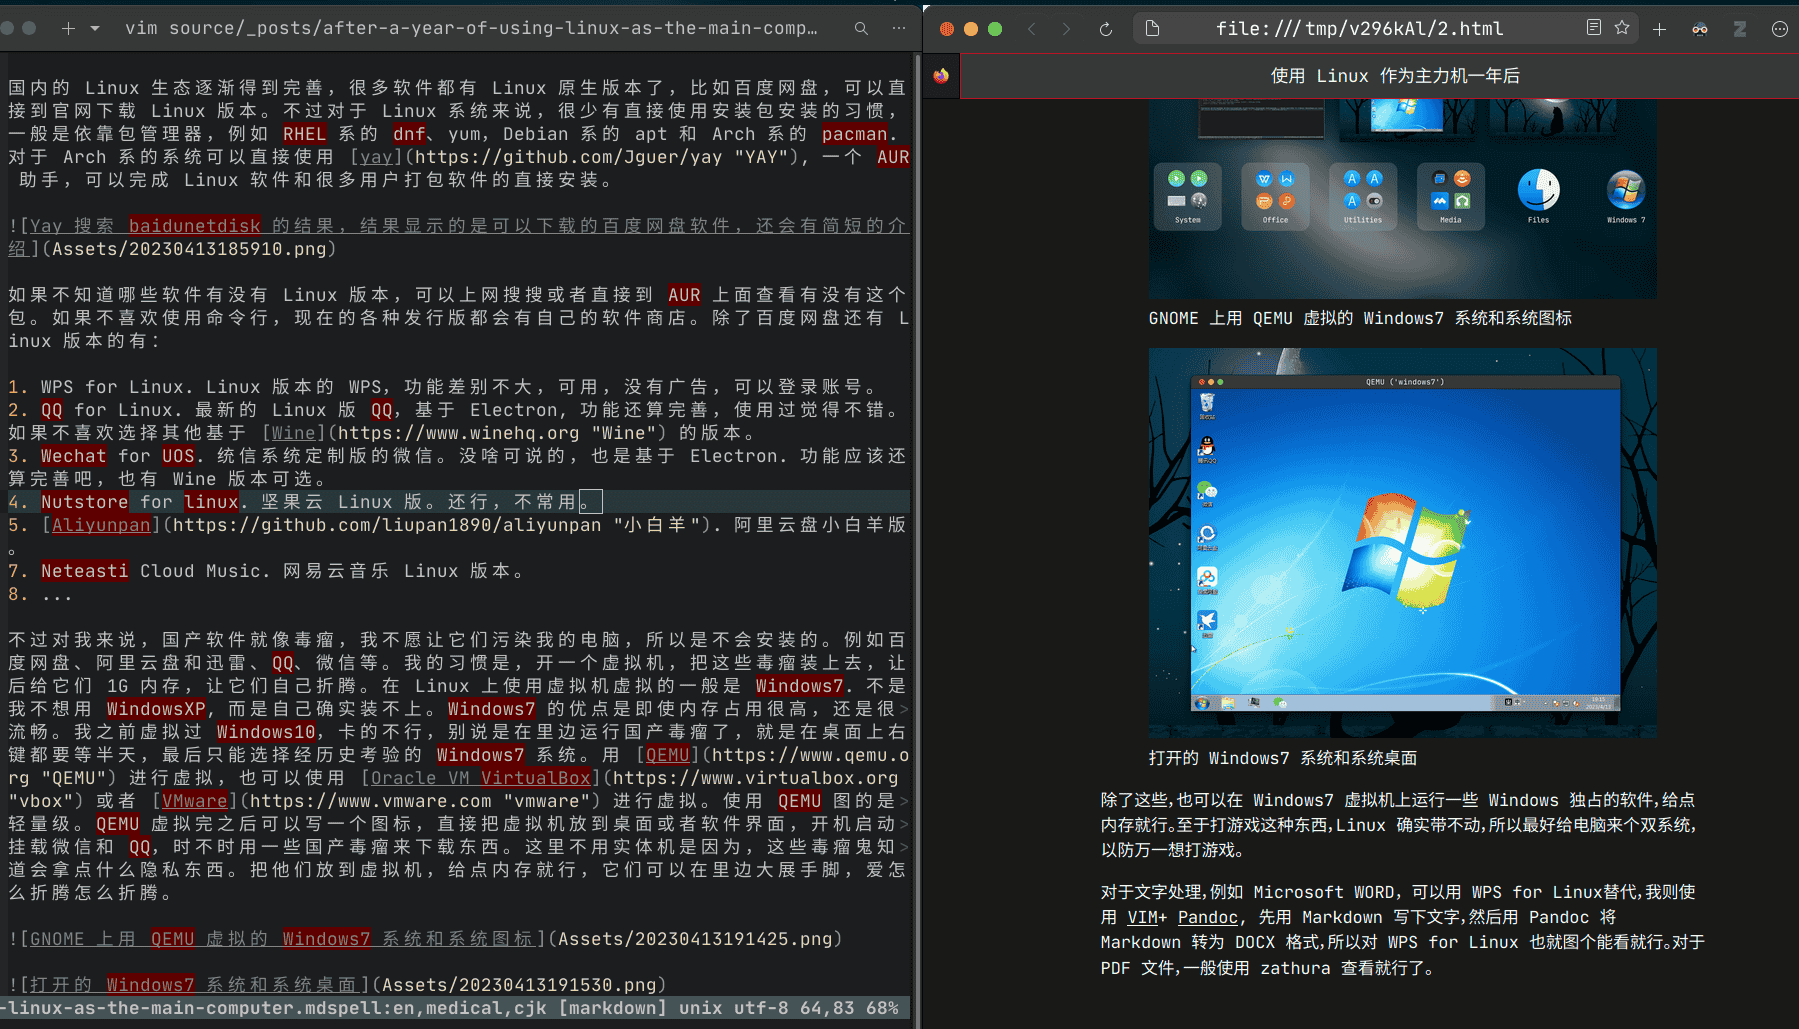 vim source/_posts/after-a-year-of-using-linux-as-the-main-comp…
国内的 Linux 生态逐渐得到完善，很多软件都有 Linux 原生版本了，比如百度网盘，可以直
接到官网下载 Linux 版本。不过对于 Linux 系统来说，很少有直接使用安装包安装的习惯，
一般是依靠包管理器，例如 RHEL 系的 dnf、yum，Debian 系的 apt 和 Arch 系的 pacman.
对于 Arch 系的系统可以直接使用 [yay](https://github.com/Jguer/yay "YAY"), 一个 AUR
助手，可以完成 Linux 软件和很多用户打包软件的直接安装。
![Yay 搜索 baidunetdisk 的结果，结果显示的是可以下载的百度网盘软件，还会有简短的介
绍](Assets/20230413185910.png)
如果不知道哪些软件有没有 Linux 版本，可以上网搜搜或者直接到 AUR 上面查看有没有这个
包。如果不喜欢使用命令行，现在的各种发行版都会有自己的软件商店。除了百度网盘还有 L
inux 版本的有：
1. WPS for Linux. Linux 版本的 WPS，功能差别不大，可用，没有广告，可以登录账号。
2. QQ for Linux. 最新的 Linux 版 QQ，基于 Electron, 功能还算完善，使用过觉得不错。
如果不喜欢选择其他基于 [Wine](https://www.winehq.org "Wine") 的版本。
3. Wechat for UOS. 统信系统定制版的微信。没啥可说的，也是基于 Electron. 功能应该还
算完善吧，也有 Wine 版本可选。
4. Nutstore for linux. 坚果云 Linux 版。还行，不常用。
5. [Aliyunpan](https://github.com/liupan1890/aliyunpan "小白羊"). 阿里云盘小白羊版
。
7. Neteasti Cloud Music. 网易云音乐 Linux 版本。
8. ...
不过对我来说，国产软件就像毒瘤，我不愿让它们污染我的电脑，所以是不会安装的。例如百
度网盘、阿里云盘和迅雷、QQ、微信等。我的习惯是，开一个虚拟机，把这些毒瘤装上去，让
后给它们 1G 内存，让它们自己折腾。在 Linux 上使用虚拟机虚拟的一般是 Windows7. 不是
我不想用 WindowsXP, 而是自己确实装不上。Windows7 的优点是即使内存占用很高，还是很>
流畅。我之前虚拟过 Windows10，卡的不行，别说是在里边运行国产毒瘤了，就是在桌面上右
键都要等半天，最后只能选择经历史考验的 Windows7 系统。用 [QEMU](https://www.qemu.o
rg "QEMU") 进行虚拟，也可以使用 [Oracle VM VirtualBox](https://www.virtualbox.org
"vbox") 或者 [VMware](https://www.vmware.com "vmware") 进行虚拟。使用 QEMU 图的是>
轻量级。QEMU 虚拟完之后可以写一个图标，直接把虚拟机放到桌面或者软件界面，开机启动>
挂载微信和 QQ，时不时用一些国产毒瘤来下载东西。这里不用实体机是因为，这些毒瘤鬼知>
道会拿点什么隐私东西。把他们放到虚拟机，给点内存就行，它们可以在里边大展手脚，爱怎
么折腾怎么折腾。
![GNOME 上用 QEMU 虚拟的 Windows7 系统和系统图标](Assets/20230413191425.png)
![打开的 Windows7 系统和系统桌面](Assets/20230413191530.png)
-linux-as-the-main-computer.mdspell:en,medical,cjk [markdown] unix utf-8 64,83 68%
file:///tmp/v296kAl/2.html
使用 Linux 作为主力机一年后
System Office Utilities Media Files Windows 7
GNOME 上用 QEMU 虚拟的 Windows7 系统和系统图标
QEMU ('windows7')
打开的 Windows7 系统和系统桌面
除了这些,也可以在 Windows7 虚拟机上运行一些 Windows 独占的软件,给点
内存就行。至于打游戏这种东西,Linux 确实带不动,所以最好给电脑来个双系统,
以防万一想打游戏。
对于文字处理,例如 Microsoft WORD, 可以用 WPS for Linux替代,我则使
用 VIM+ Pandoc, 先用 Markdown 写下文字,然后用 Pandoc 将
Markdown 转为 DOCX 格式,所以对 WPS for Linux 也就图个能看就行。对于
PDF 文件,一般使用 zathura 查看就行了。